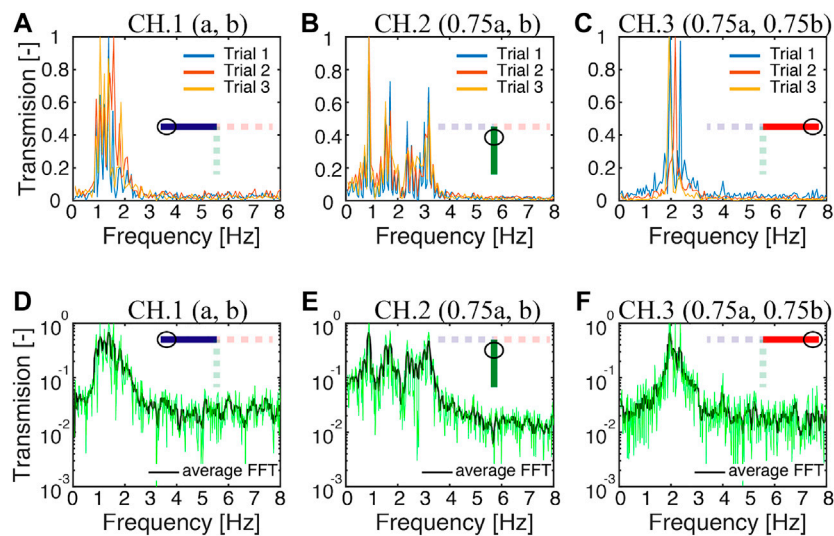 A CH.1 (a, b)
Transmision [-]
1
0.8
0.6
0.4
0.2
0
Trial 1
Trial 2
Trial 3
0 1 2 3 4 5 6 7 8
Frequency [Hz]
B CH.2 (0.75a, b)
1
0.8
0.6
0.4
0.2
0
Trial 1
Trial 2
Trial 3
0 1 2 3 4 5 6 7 8
Frequency [Hz]
C CH.3 (0.75a, 0.75b)
1
0.8
0.6
0.4
0.2
0
Trial 1
Trial 2
Trial 3
0 1 2 3 4 5 6 7 8
Frequency [Hz]
D CH.1 (a, b)
Transmision [-]
10^0
10^-1
10^-2
10^-3
average FFT
0 1 2 3 4 5 6 7 8
Frequency [Hz]
E CH.2 (0.75a, b)
10^0
10^-1
10^-2
10^-3
average FFT
0 1 2 3 4 5 6 7 8
Frequency [Hz]
F CH.3 (0.75a, 0.75b)
10^0
10^-1
10^-2
10^-3
average FFT
0 1 2 3 4 5 6 7 8
Frequency [Hz]